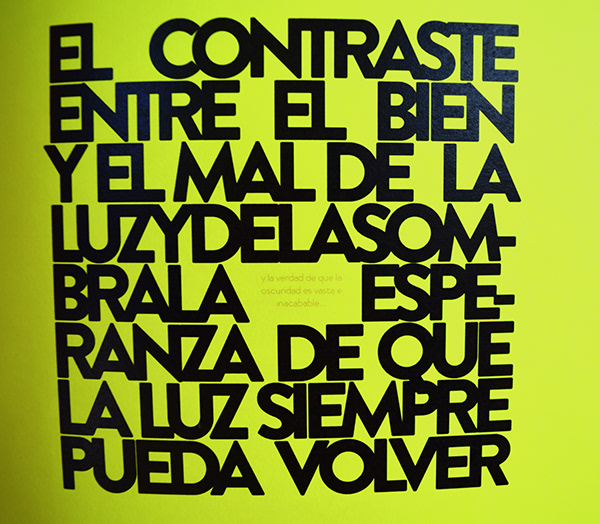 EL CONTRASTE
ENTRE EL BIEN
Y EL MAL DE LA
LUZYDELASOM-
BRALA ESPE-
y la verdad de que la
oscuridad es vasta e
inacabable...
RANZA DE QUE
LA LUZ SIEMPRE
PUEDA VOLVER